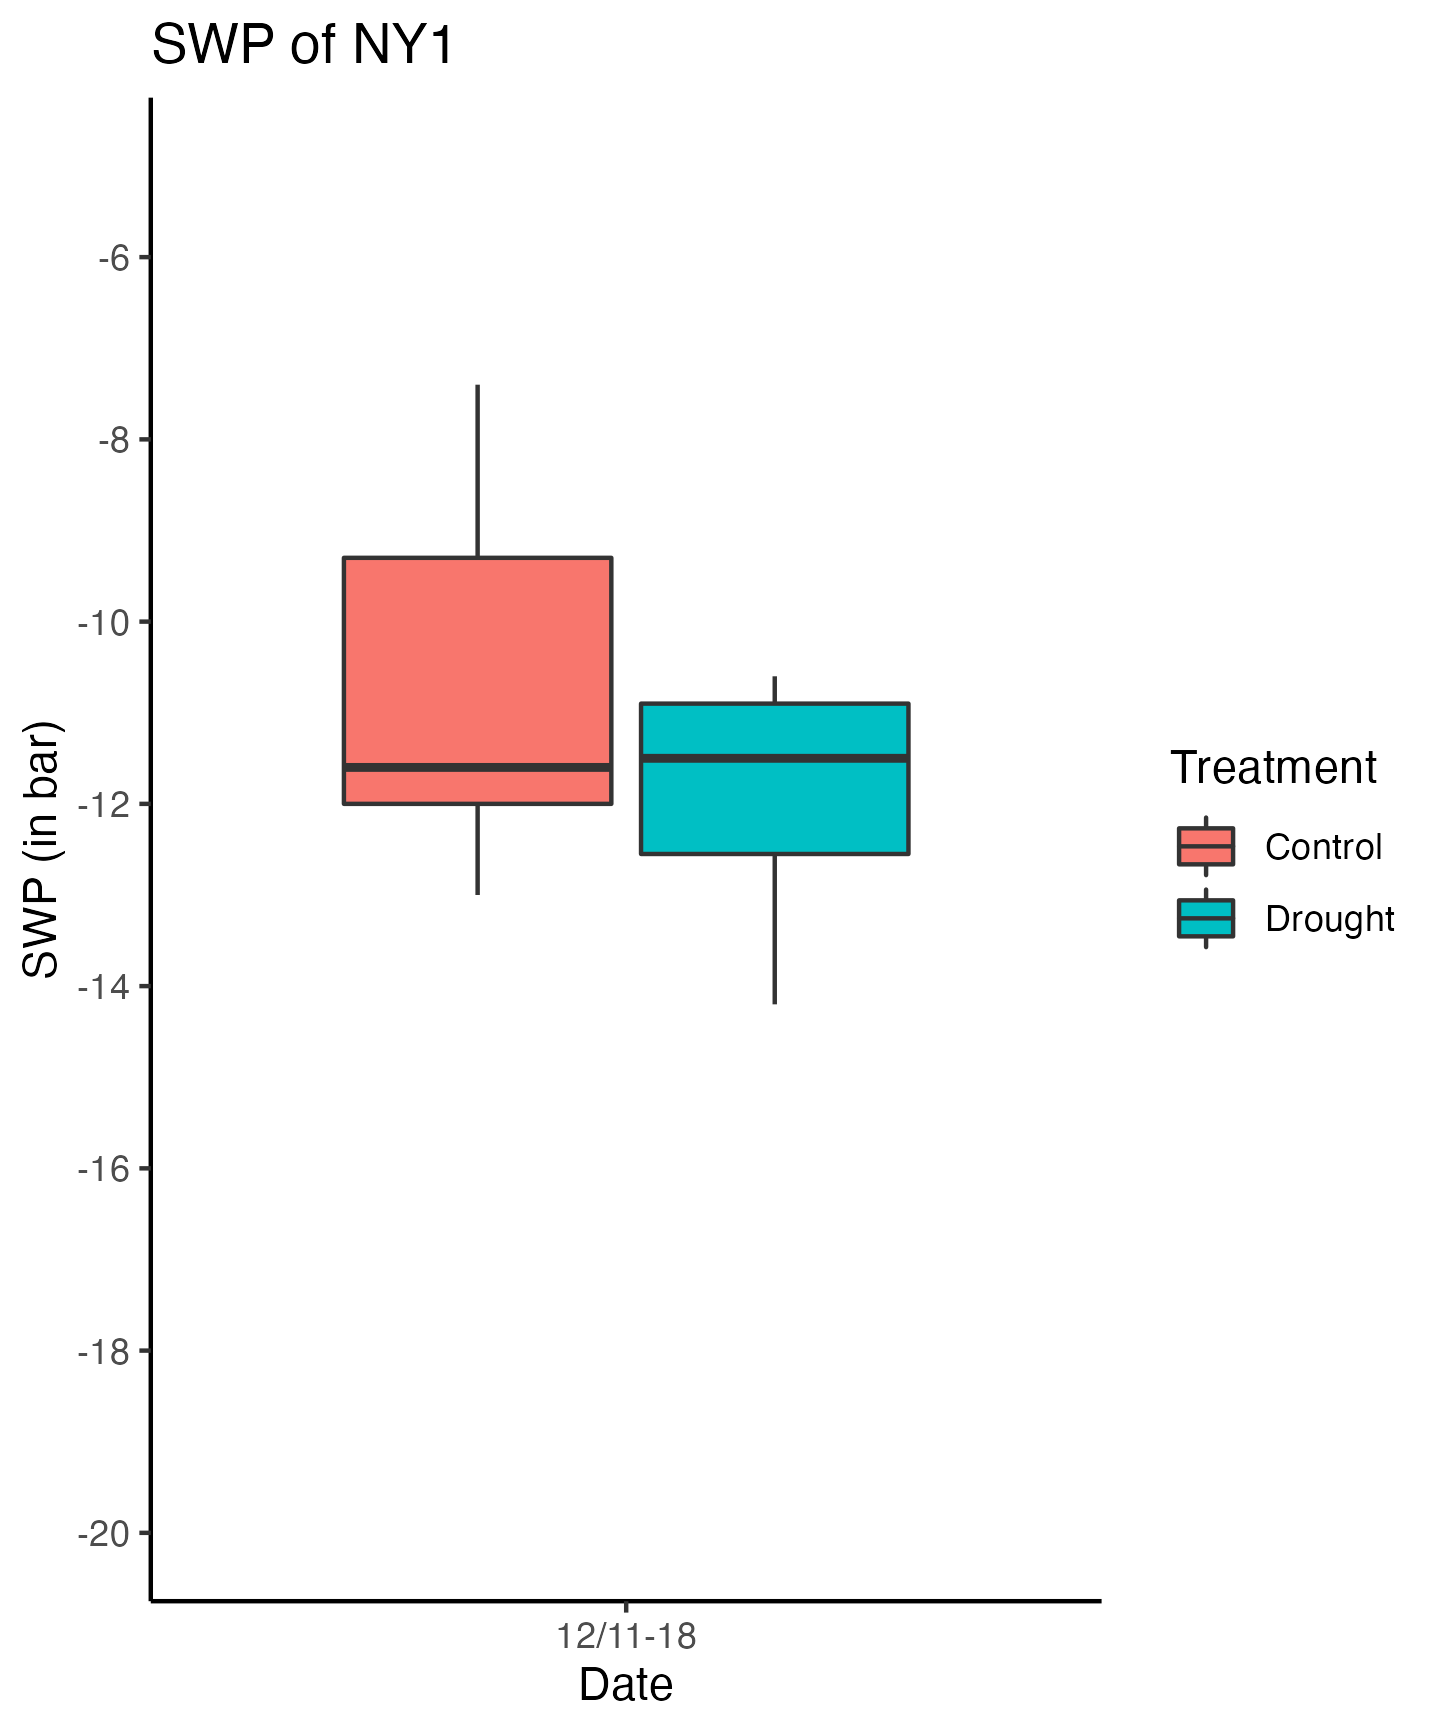 SWP of NY1
-6
-8
-10
-12
-14
-16
-18
-20
SWP (in bar)
12/11-18
Date
Treatment
Control
Drought